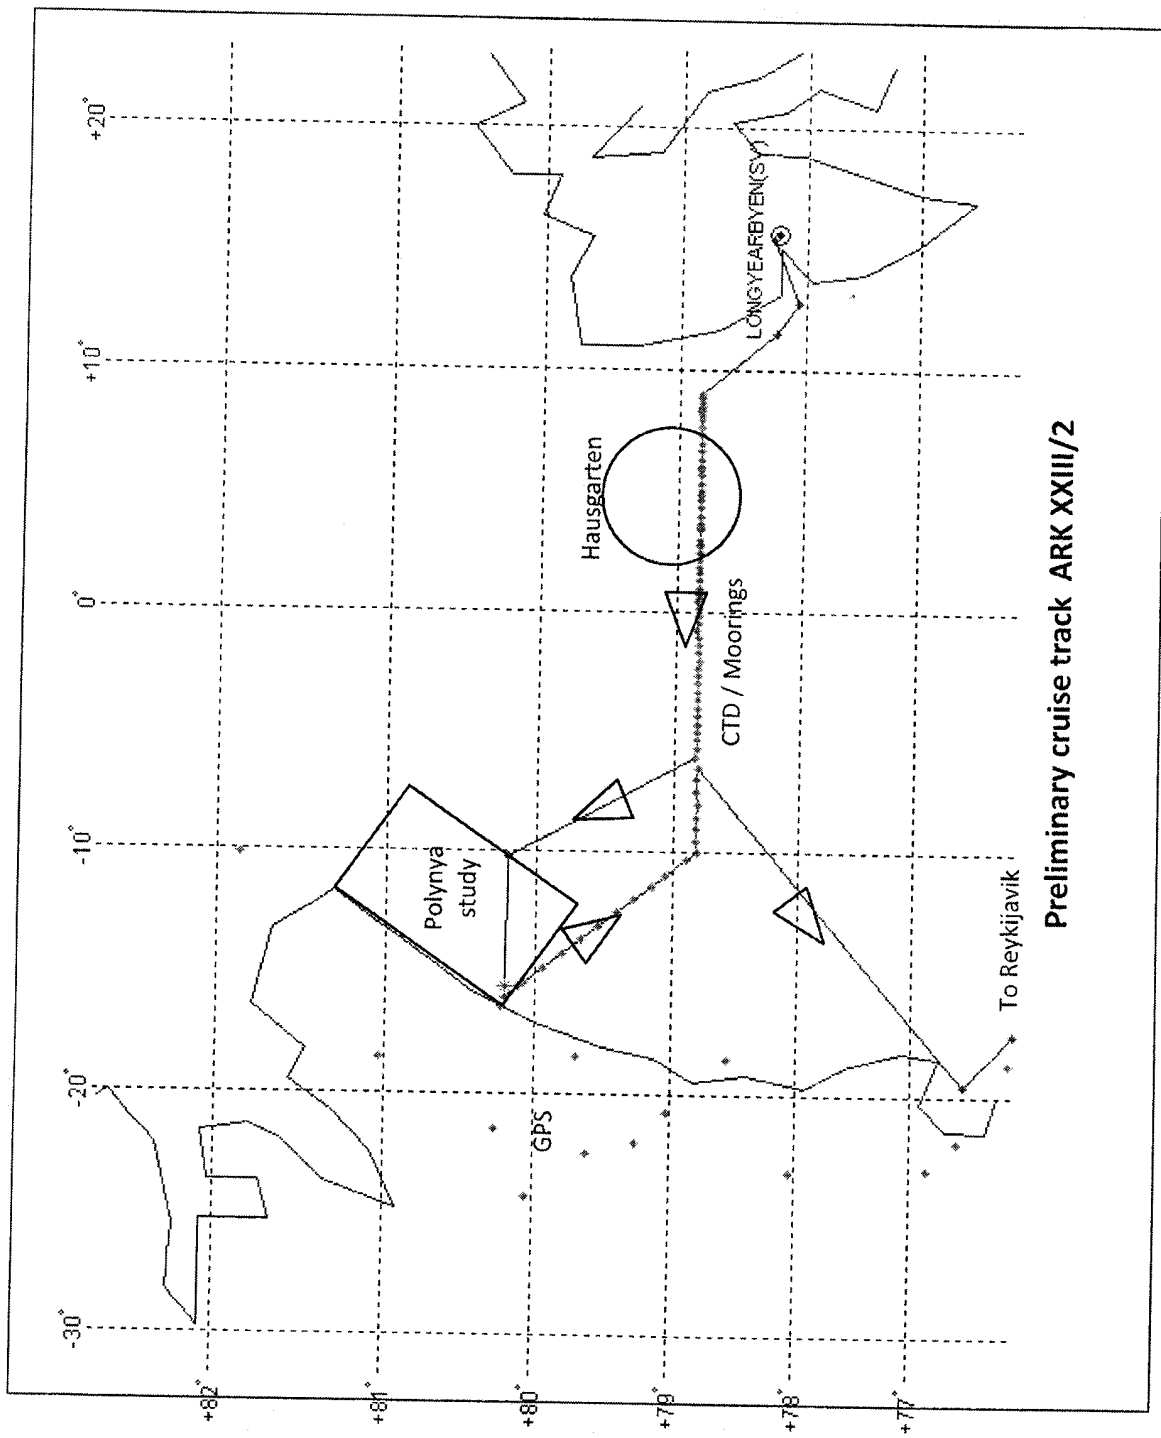 -30°
-20°
-10°
0°
+10°
+20°
+82°
+81°
+80°
+79°
+78°
+77°
Polynya
study
Hausgarten
LONGYEARBYEN(SV)
GPS
CTD / Moorings
To Reykijavik
Preliminary cruise track ARK XXIII/2